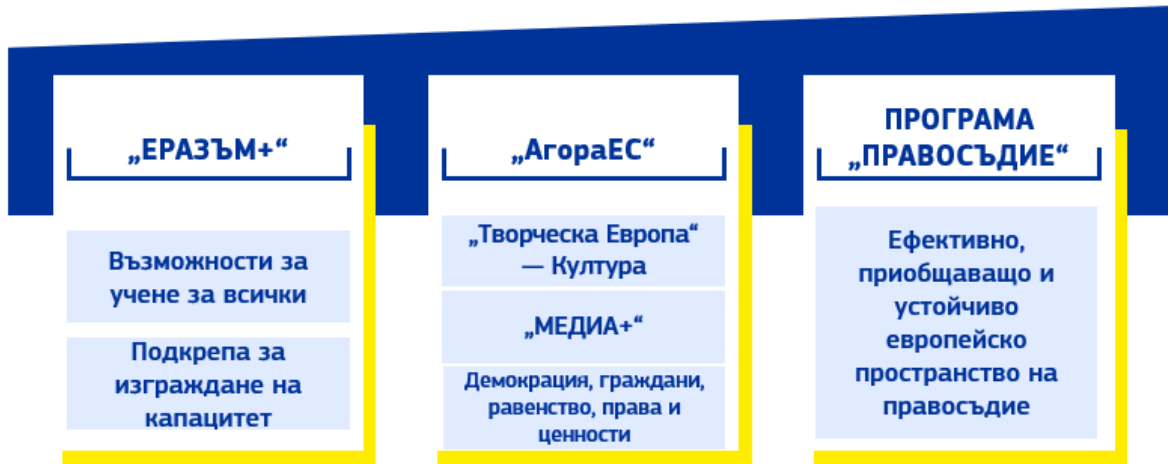 „ЕРАЗЪМ+“
Възможности за
учене за всички
Подкрепа за
изграждане на
капацитет
„АгораЕС“
„Творческа Европа“
— Култура
„МЕДИА+“
Демокрация, граждани,
равенство, права и
ценности
ПРОГРАМА
„ПРАВОСЪДИЕ“
Ефективно,
приобщаващо и
устойчиво
европейско
пространство на
правосъдие